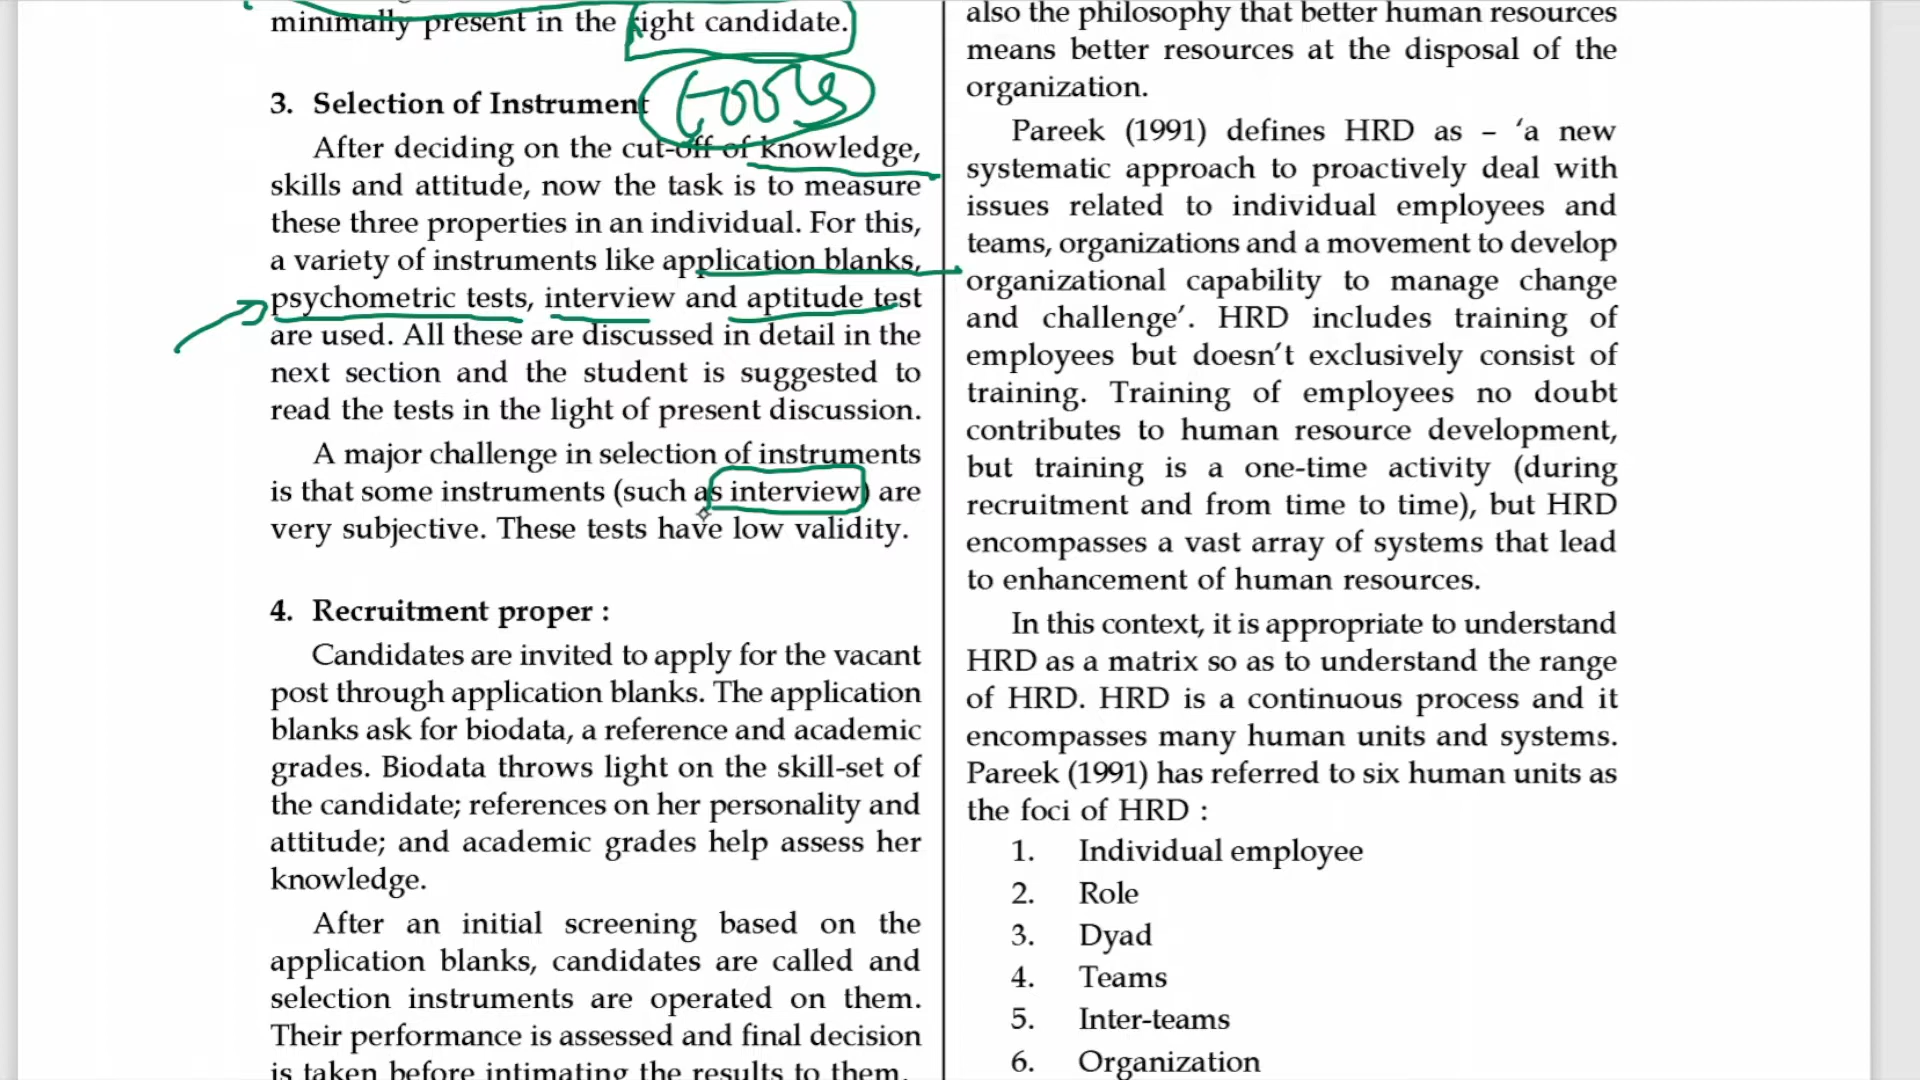 minimally present in the right candidate.
3. Selection of Instrument
tools
After deciding on the cut-off of knowledge,
skills and attitude, now the task is to measure
these three properties in an individual. For this,
a variety of instruments like application blanks,
psychometric tests, interview and aptitude test
are used. All these are discussed in detail in the
next section and the student is suggested to
read the tests in the light of present discussion.
A major challenge in selection of instruments
is that some instruments (such as interview) are
very subjective. These tests have low validity.
4. Recruitment proper :
Candidates are invited to apply for the vacant
post through application blanks. The application
blanks ask for biodata, a reference and academic
grades. Biodata throws light on the skill-set of
the candidate; references on her personality and
attitude; and academic grades help assess her
knowledge.
After an initial screening based on the
application blanks, candidates are called and
selection instruments are operated on them.
Their performance is assessed and final decision
is taken before intimating the results to them.
also the philosophy that better human resources
means better resources at the disposal of the
organization.
Pareek (1991) defines HRD as – ‘a new
systematic approach to proactively deal with
issues related to individual employees and
teams, organizations and a movement to develop
organizational capability to manage change
and challenge’. HRD includes training of
employees but doesn’t exclusively consist of
training. Training of employees no doubt
contributes to human resource development,
but training is a one-time activity (during
recruitment and from time to time), but HRD
encompasses a vast array of systems that lead
to enhancement of human resources.
In this context, it is appropriate to understand
HRD as a matrix so as to understand the range
of HRD. HRD is a continuous process and it
encompasses many human units and systems.
Pareek (1991) has referred to six human units as
the foci of HRD :
1. Individual employee
2. Role
3. Dyad
4. Teams
5. Inter-teams
6. Organization